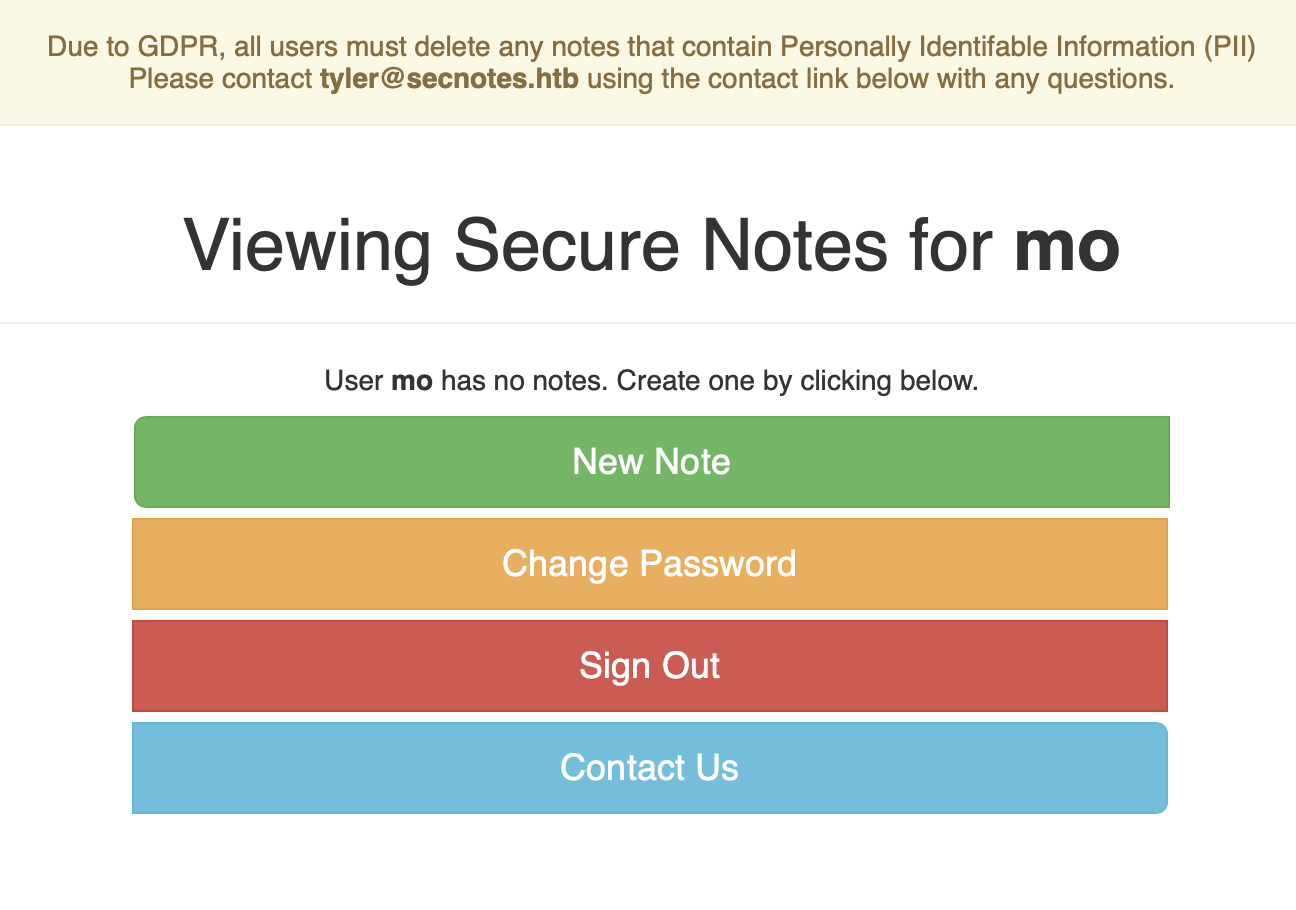 Due to GDPR, all users must delete any notes that contain Personally Identifable Information (PII)
Please contact tyler@secnotes.htb using the contact link below with any questions.
Viewing Secure Notes for mo
User mo has no notes. Create one by clicking below.
New Note
Change Password
Sign Out
Contact Us